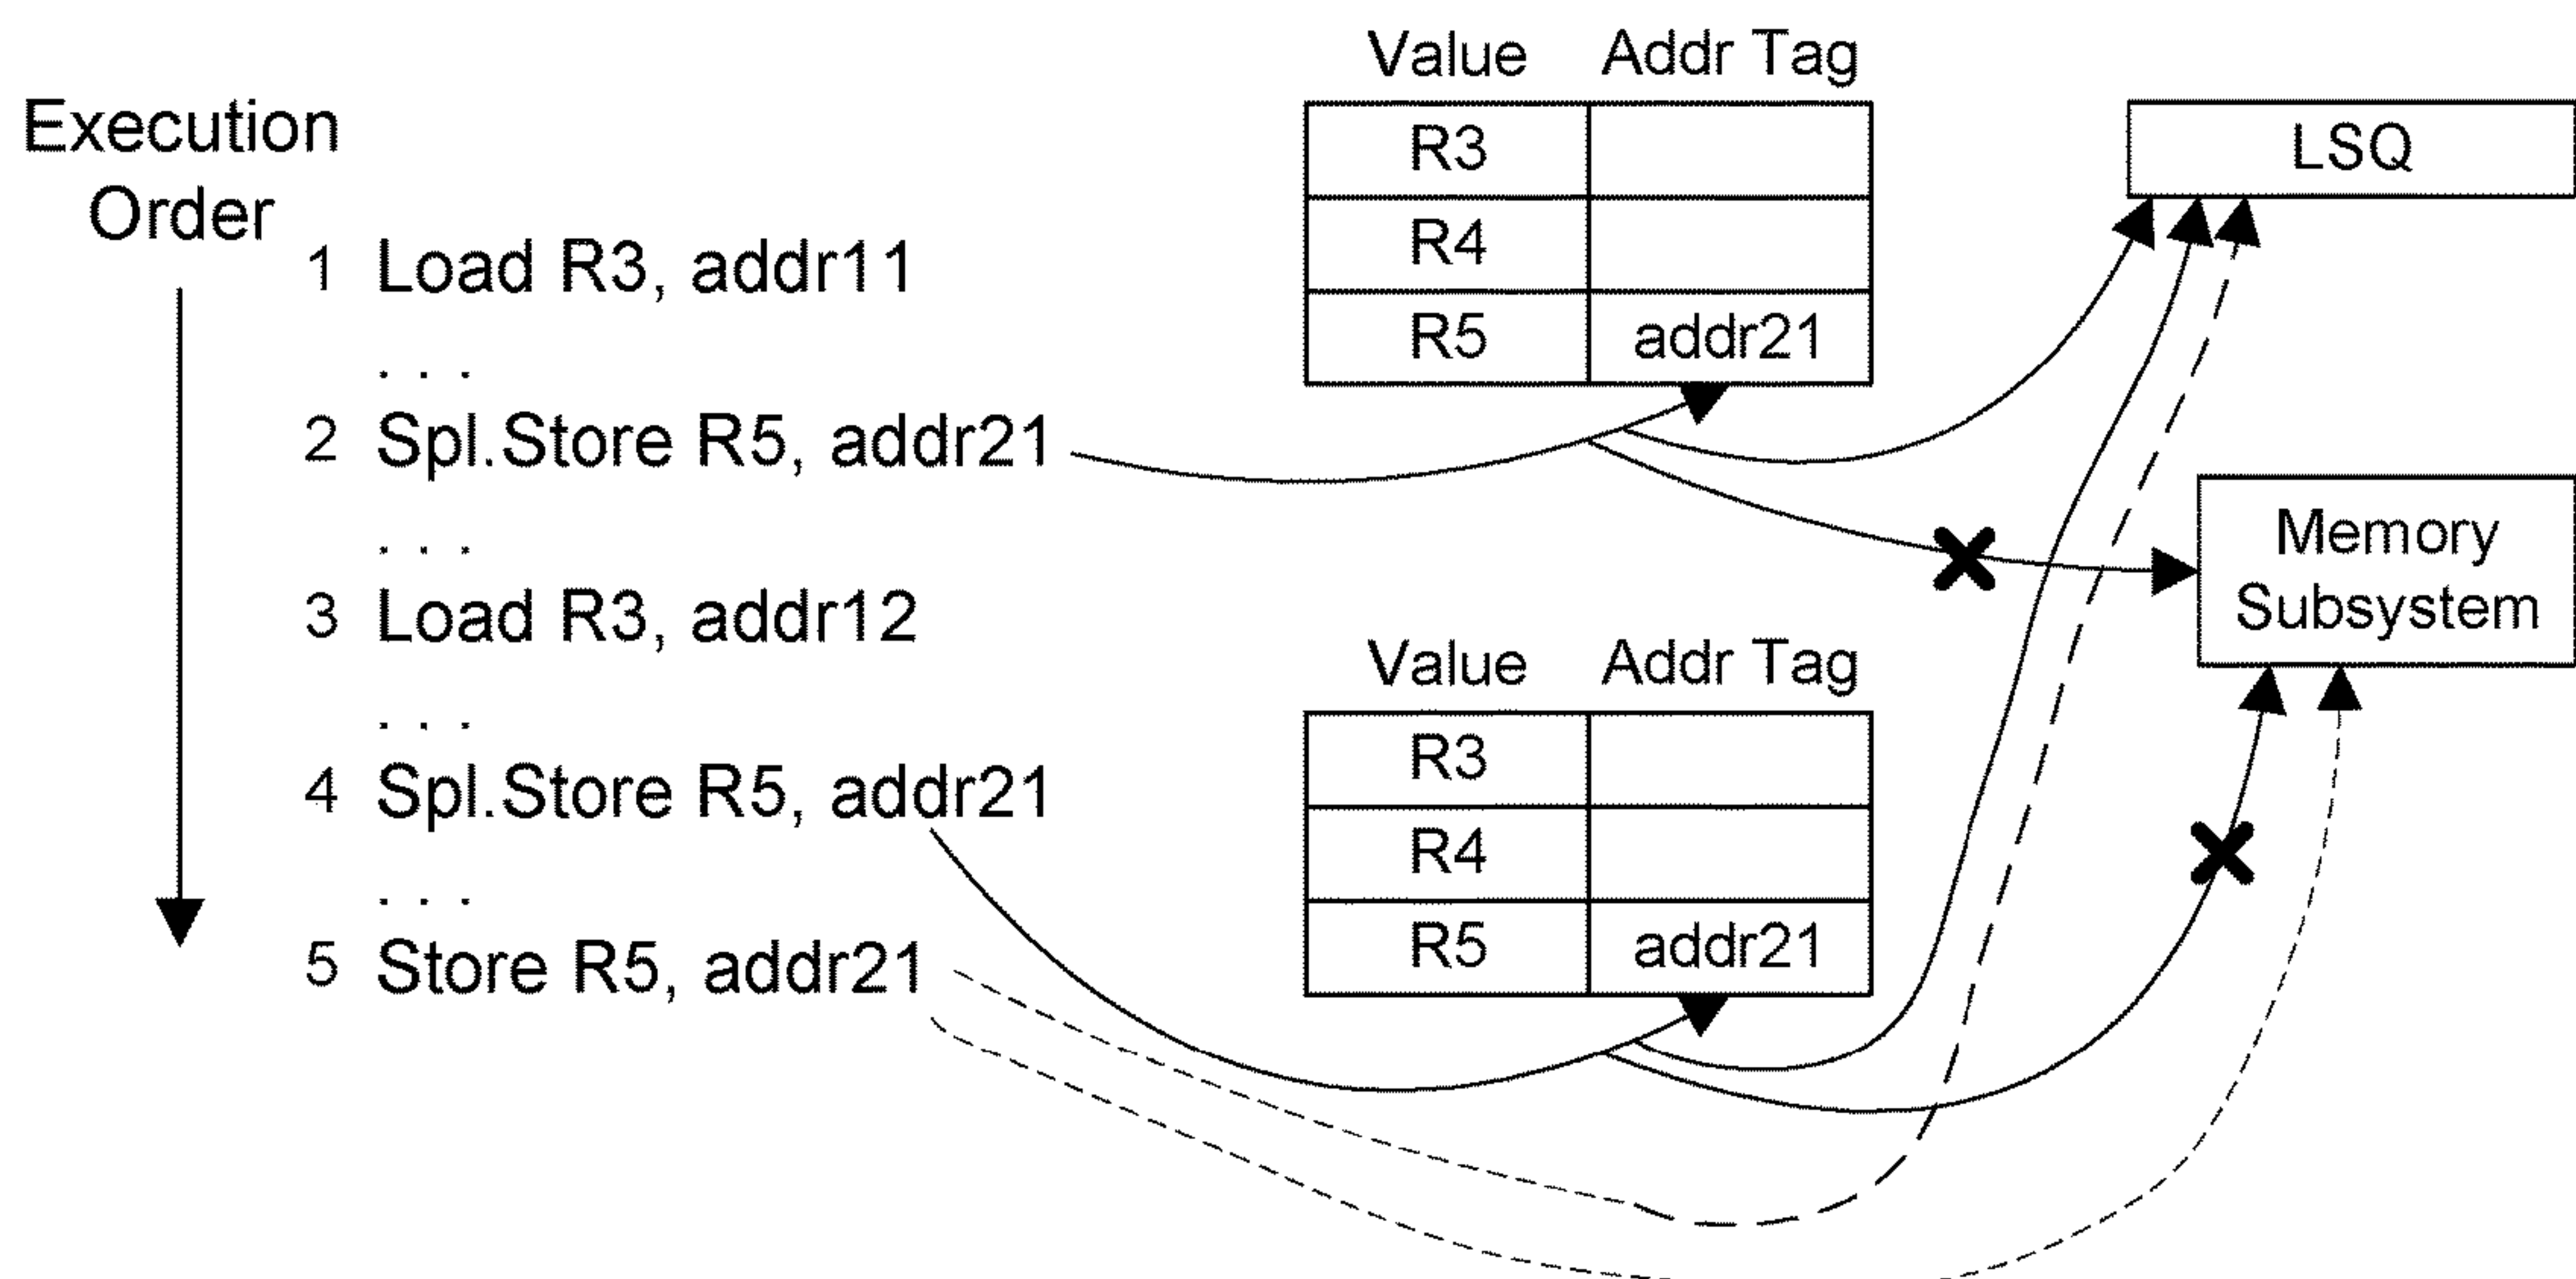 Execution
Order
1 Load R3, addr11
. . .
2 Spl.Store R5, addr21
. . .
3 Load R3, addr12
. . .
4 Spl.Store R5, addr21
. . .
5 Store R5, addr21
Value Addr Tag
R3
R4
R5 addr21
Value Addr Tag
R3
R4
R5 addr21
LSQ
Memory
Subsystem